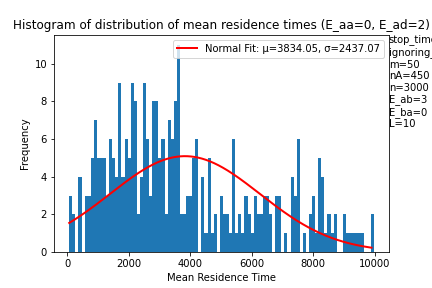 Histogram of distribution of mean residence times (E_aa=0, E_ad=2)
Normal Fit: μ=3834.05, σ=2437.07
m=50
nA=450
n=3000
E_ab=3
E_ba=0
L=10
Frequency
10
8
6
4
2
0
0 2000 4000 6000 8000 10000
Mean Residence Time